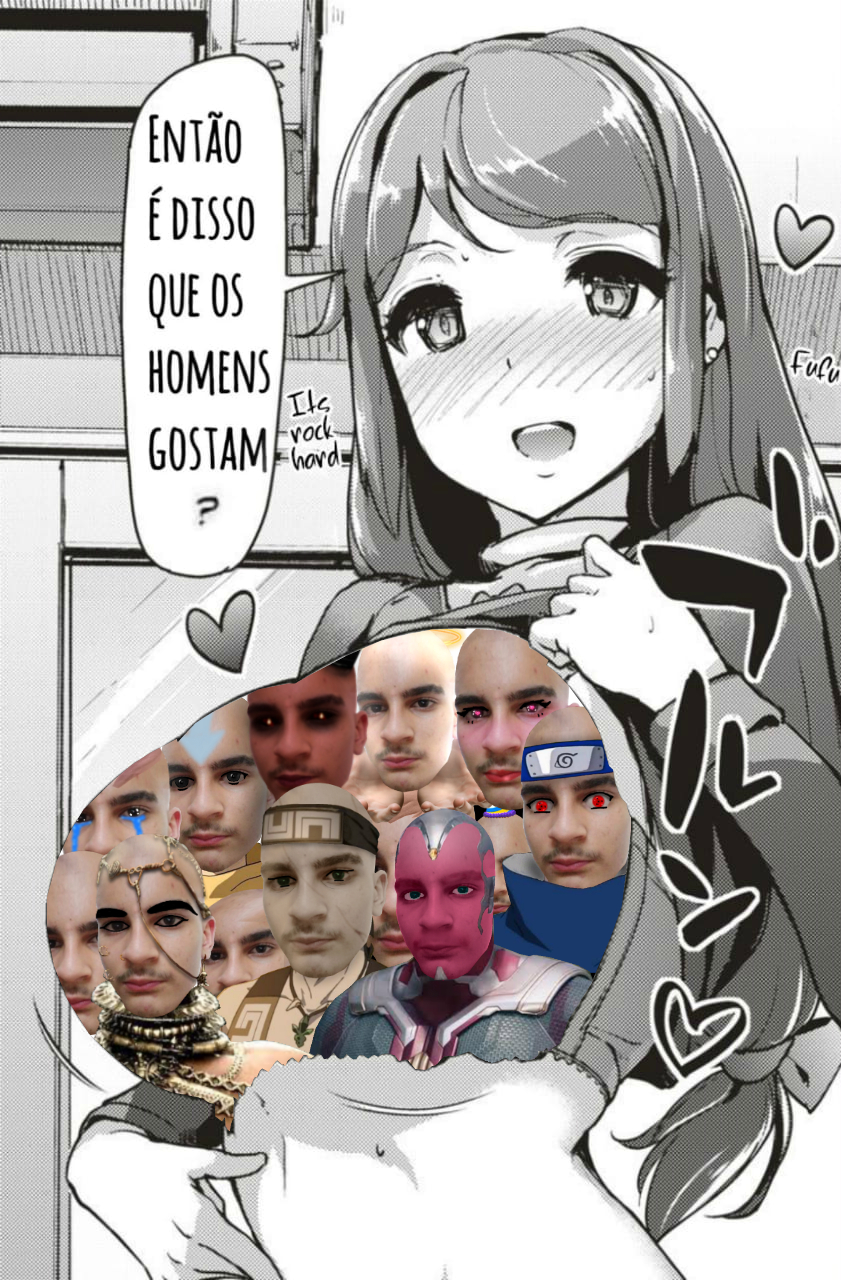 ENTÃO
É DISSO
QUE OS
HOMENS
GOSTAM
?
Its
rock
hard
Fufu